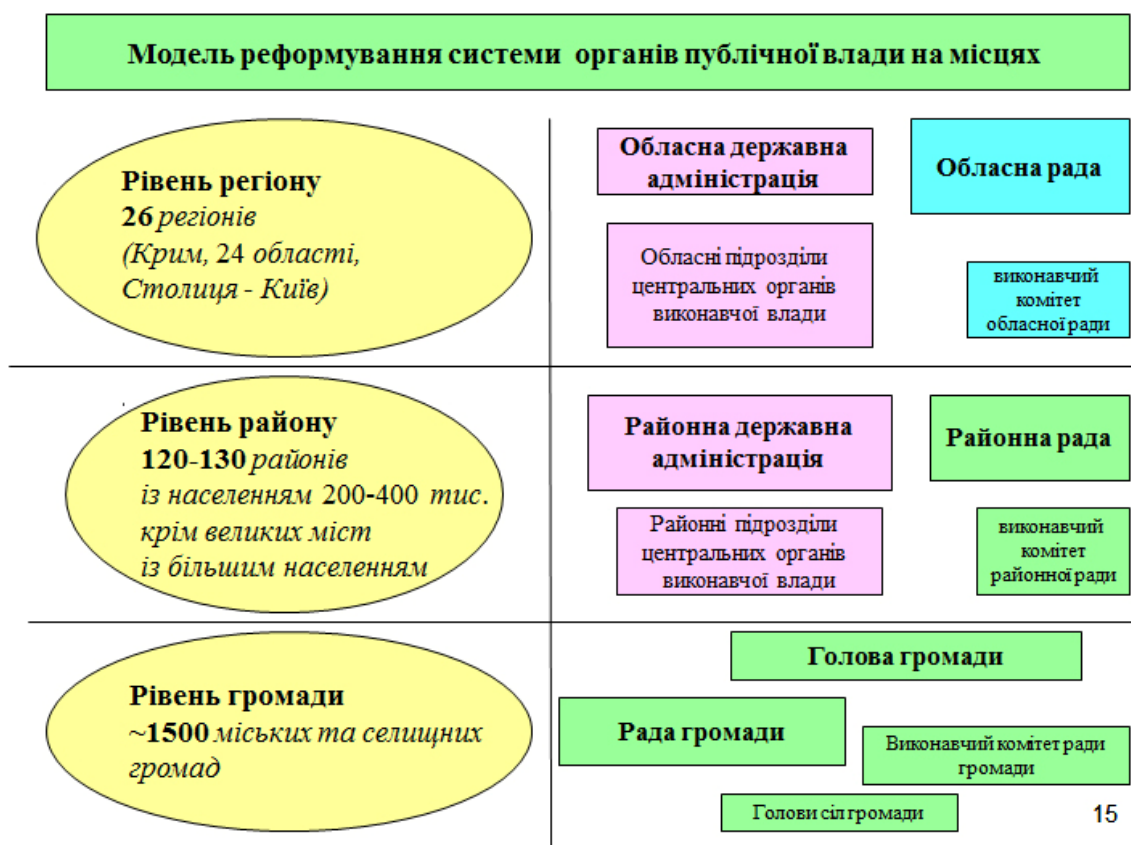 Модель реформування системи органів публічної влади на місцях
Рівень регіону
26 регіонів
(Крим, 24 області,
Столиця - Київ)
Обласна державна
адміністрація
Обласна рада
Обласні підрозділи
центральних органів
виконавчої влади
виконавчий
комітет
обласної ради
Рівень району
120-130 районів
із населенням 200-400 тис.
крім великих міст
із більшим населенням
Районна державна
адміністрація
Районна рада
Районні підрозділи
центральних органів
виконавчої влади
виконавчий
комітет
районної ради
Рівень громади
~1500 міських та селищних
громад
Голова громади
Рада громади
Виконавчий комітет ради
громади
Голови сіл громади
15